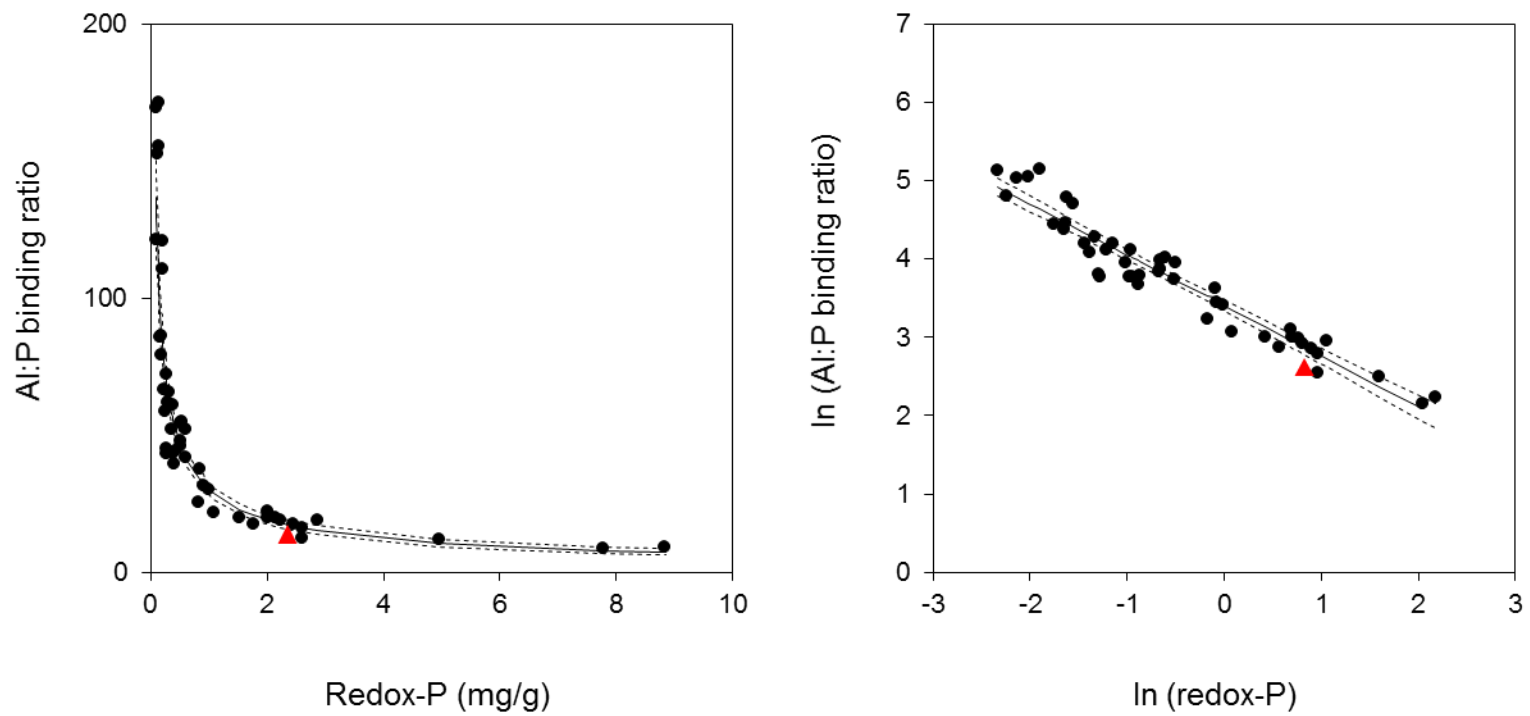 Al:P binding ratio
200
100
0
0 2 4 6 8 10
Redox-P (mg/g)
ln (Al:P binding ratio)
7
6
5
4
3
2
1
0
-3 -2 -1 0 1 2 3
ln (redox-P)